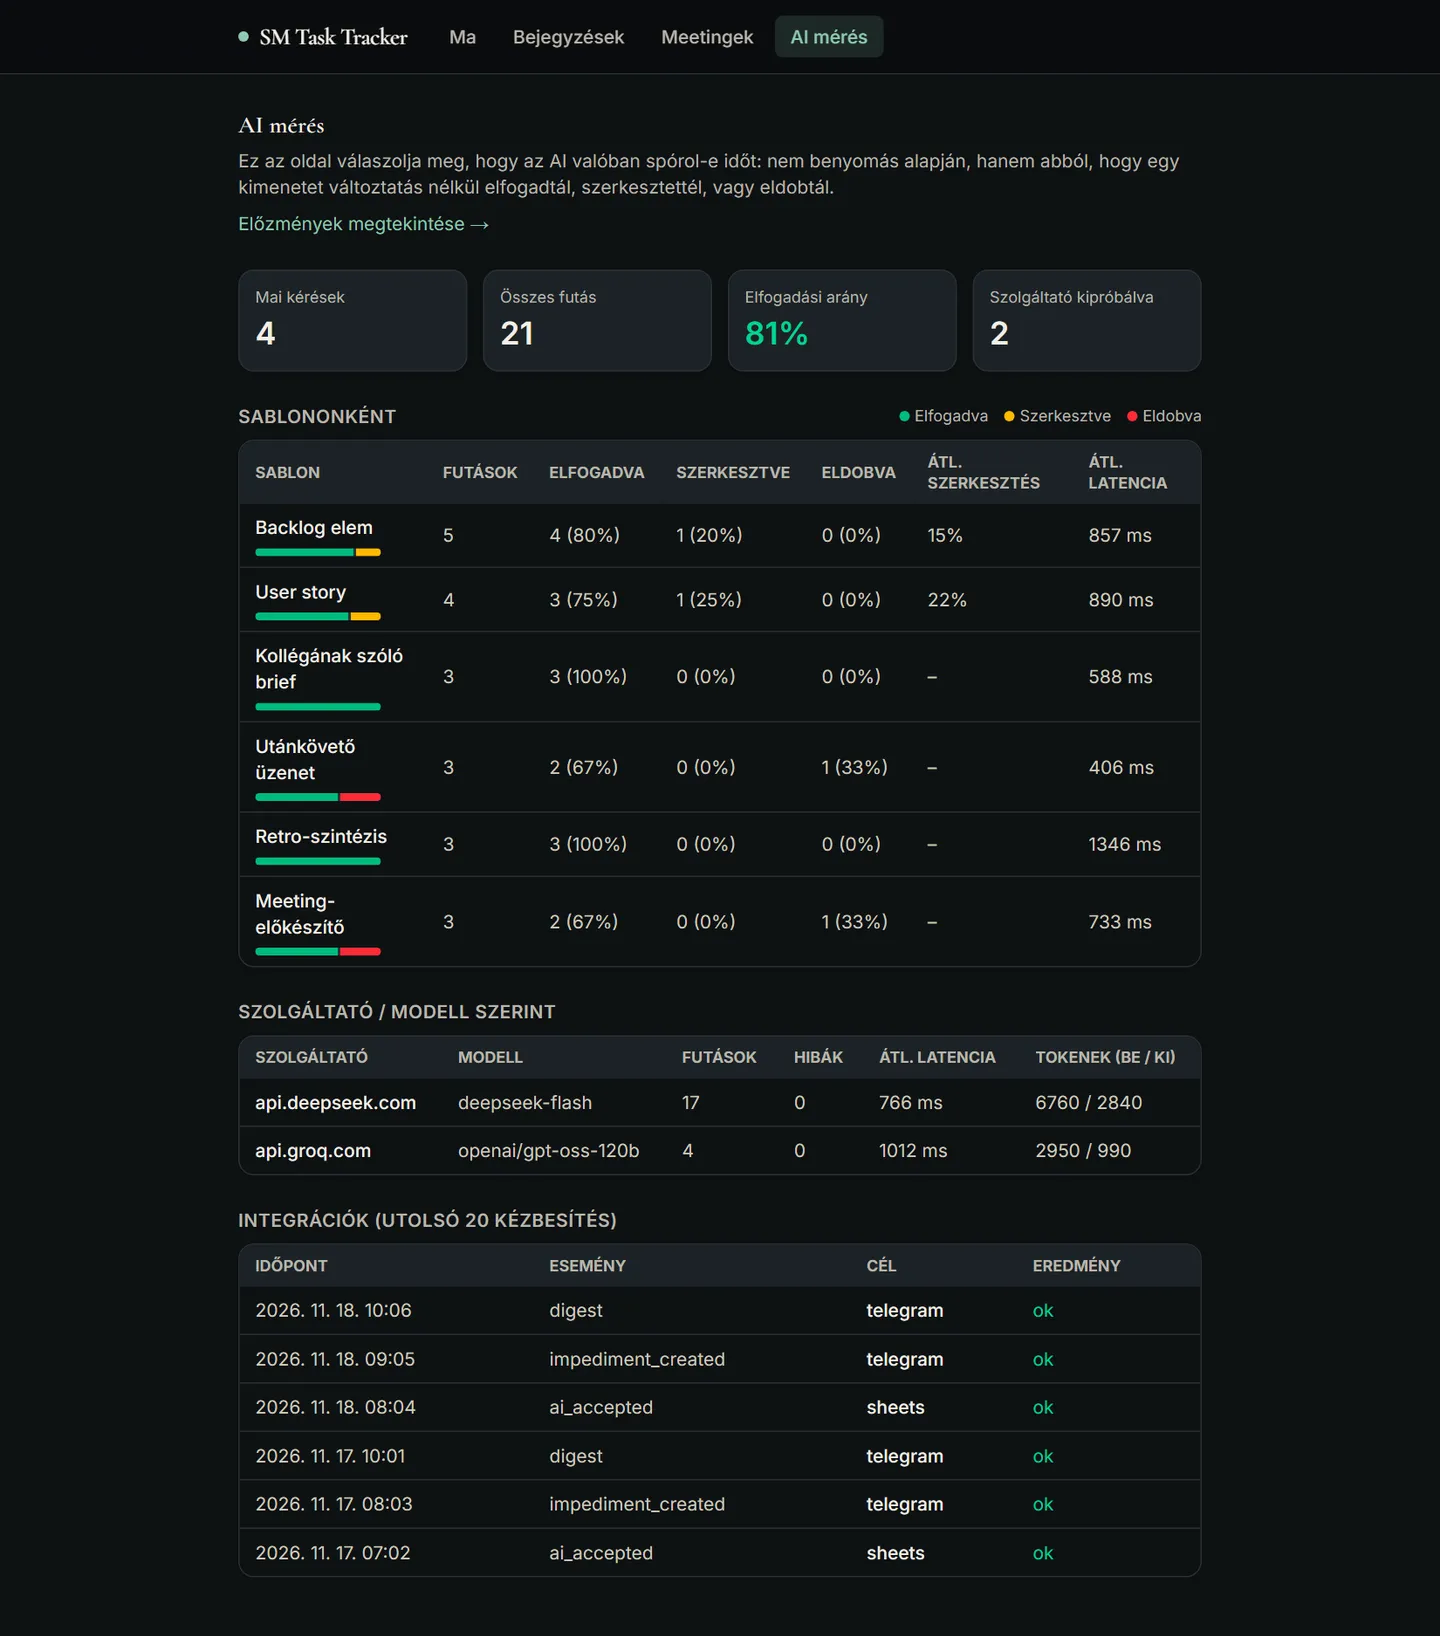 SM Task Tracker Ma Bejegyzések Meetingek AI mérés
AI mérés
Ez az oldal válaszolja meg, hogy az AI valóban spórol-e időt: nem benyomás alapján, hanem abból, hogy egy
kimenetet változtatás nélkül elfogadtál, szerkesztettél, vagy eldobtál.
Előzmények megtekintése →
Mai kérések Összes futás Elfogadási arány Szolgáltató kipróbálva
4 21 81% 2
SABLONONKÉNT Elfogadva Szerkesztve Eldobva
SABLON FUTÁSOK ELFOGADVA SZERKESZTVE ELDOBVA ÁTL. SZERKESZTÉS ÁTL. LATENCIA
Backlog elem 5 4 (80%) 1 (20%) 0 (0%) 15% 857 ms
User story 4 3 (75%) 1 (25%) 0 (0%) 22% 890 ms
Kollégának szóló brief 3 3 (100%) 0 (0%) 0 (0%) – 588 ms
Utánkövető üzenet 3 2 (67%) 0 (0%) 1 (33%) – 406 ms
Retro-szintézis 3 3 (100%) 0 (0%) 0 (0%) – 1346 ms
Meeting-előkészítő 3 2 (67%) 0 (0%) 1 (33%) – 733 ms
SZOLGÁLTATÓ / MODELL SZERINT
SZOLGÁLTATÓ MODELL FUTÁSOK HIBÁK ÁTL. LATENCIA TOKENEK (BE / KI)
api.deepseek.com deepseek-flash 17 0 766 ms 6760 / 2840
api.groq.com openai/gpt-oss-120b 4 0 1012 ms 2950 / 990
INTEGRÁCIÓK (UTOLSÓ 20 KÉZBESÍTÉS)
IDŐPONT ESEMÉNY CÉL EREDMÉNY
2026. 11. 18. 10:06 digest telegram ok
2026. 11. 18. 09:05 impediment_created telegram ok
2026. 11. 18. 08:04 ai_accepted sheets ok
2026. 11. 17. 10:01 digest telegram ok
2026. 11. 17. 08:03 impediment_created telegram ok
2026. 11. 17. 07:02 ai_accepted sheets ok